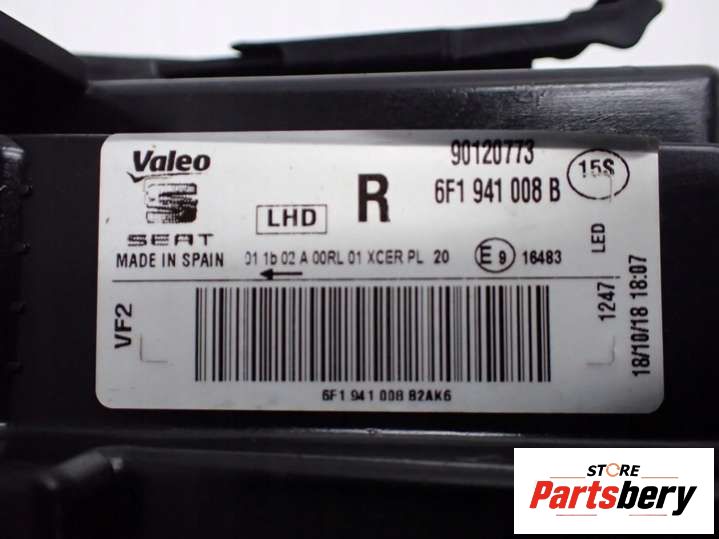 Valeo
SEAT
MADE IN SPAIN
LHD
R
90120773
6F1 941 008 B
15S
01 1b 02 A 00RL 01 XCER PL 20
E 9 16483
LED
1247
18/10/18 18:07
VF2
6F1 941 008 B2AK6
STORE
Partsbery